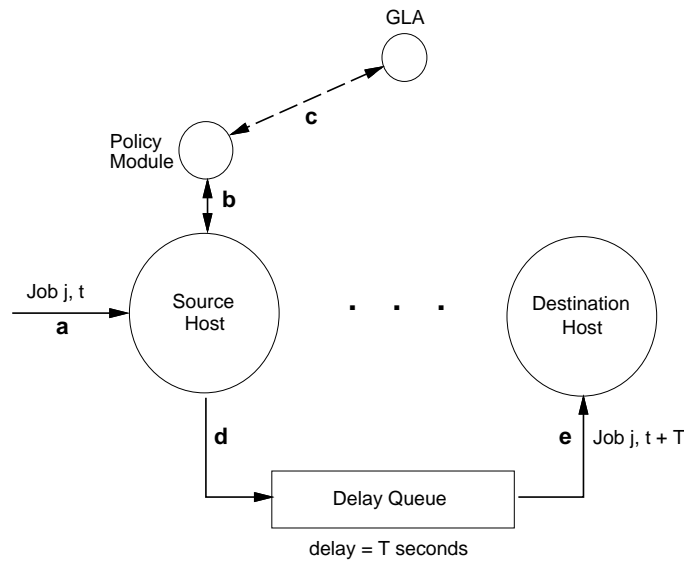 GLA
c
Policy
Module
b
Job j, t
a
Source
Host
. . .
Destination
Host
d
e
Job j, t + T
Delay Queue
delay = T seconds